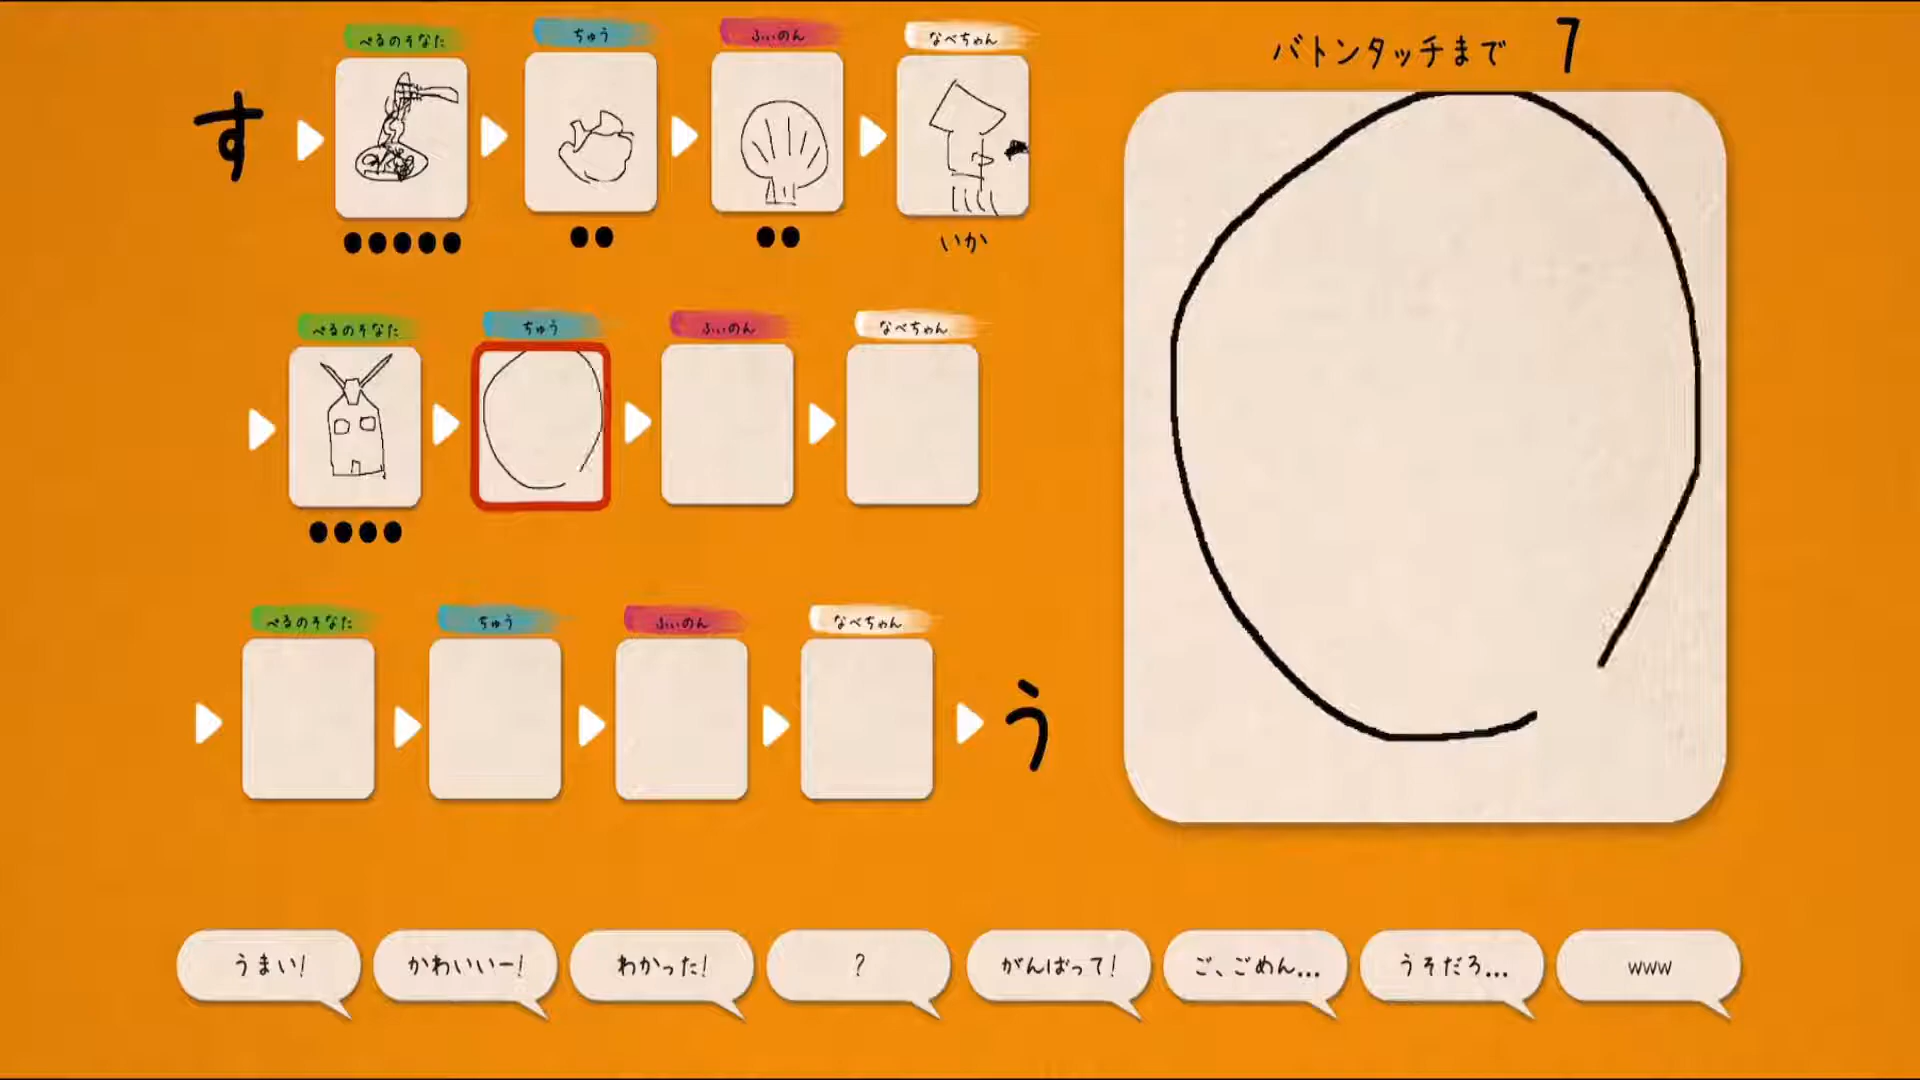 ぺるのそなた ちゅう ふぃのん なべちゃん
バトンタッチまで 7
す
いか
ぺるのそなた ちゅう ふぃのん なべちゃん
ぺるのそなた ちゅう ふぃのん なべちゃん
う
うまい! かわいいー! わかった! ? がんばって! ご、ごめん... うそだろ... www